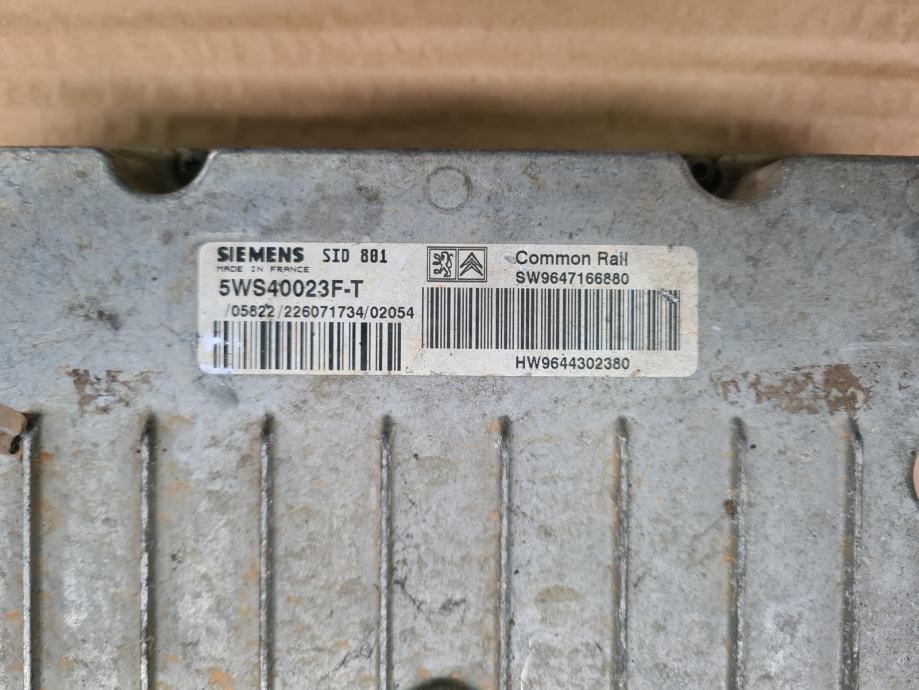 SIEMENS SID 801
MADE IN FRANCE
5WS40023F-T
/05822/226071734/02054
Common Rail
SW9647166880
HW9644302380